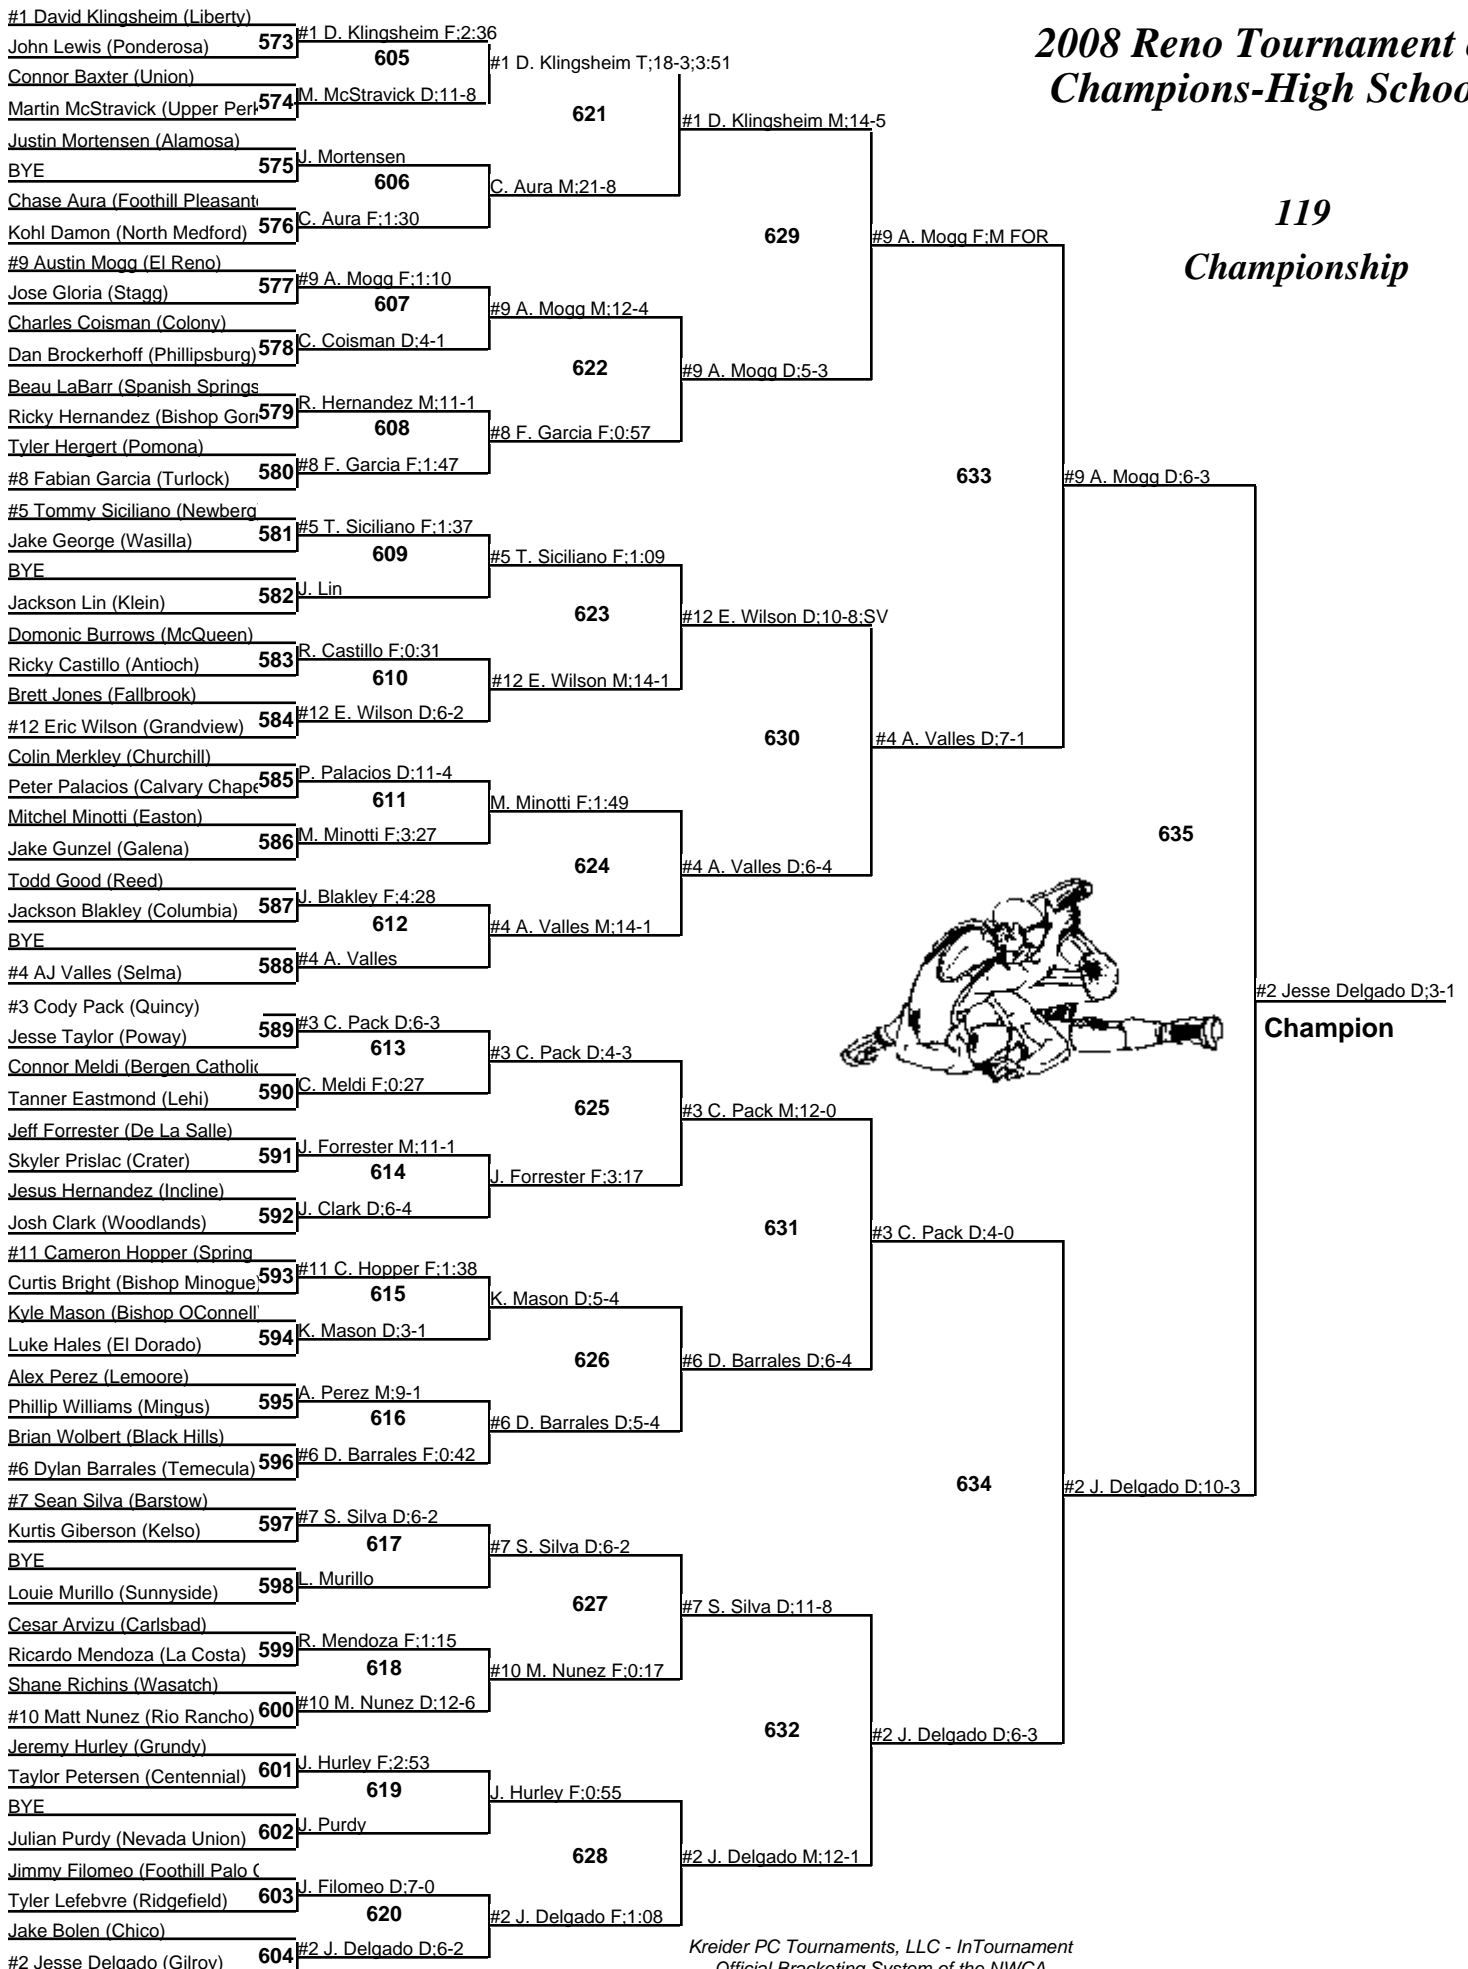 2008 Reno Tournament
Champions-High Schoo
119
Championship
#1 David Klingsheim (Liberty)
John Lewis (Ponderosa)
573
Connor Baxter (Union)
Martin McStravick (Upper Perk
574
Justin Mortensen (Alamosa)
BYE
575
Chase Aura (Foothill Pleasant
Kohl Damon (North Medford)
576
#9 Austin Mogg (El Reno)
Jose Gloria (Stagg)
577
Charles Coisman (Colony)
Dan Brockerhoff (Phillipsburg)
578
Beau LaBarr (Spanish Springs
Ricky Hernandez (Bishop Gor
579
Tyler Hergert (Pomona)
#8 Fabian Garcia (Turlock)
580
#5 Tommy Siciliano (Newberg
Jake George (Wasilla)
581
BYE
Jackson Lin (Klein)
582
Domonic Burrows (McQueen)
Ricky Castillo (Antioch)
583
Brett Jones (Fallbrook)
#12 Eric Wilson (Grandview)
584
Colin Merkley (Churchill)
Peter Palacios (Calvary Chape
585
Mitchel Minotti (Easton)
Jake Gunzel (Galena)
586
Todd Good (Reed)
Jackson Blakley (Columbia)
587
BYE
#4 AJ Valles (Selma)
588
#3 Cody Pack (Quincy)
Jesse Taylor (Poway)
589
Connor Meldi (Bergen Catholic
Tanner Eastmond (Lehi)
590
Jeff Forrester (De La Salle)
Skyler Prislac (Crater)
591
Jesus Hernandez (Incline)
Josh Clark (Woodlands)
592
#11 Cameron Hopper (Spring
Curtis Bright (Bishop Minogue)
593
Kyle Mason (Bishop OConnell
Luke Hales (El Dorado)
594
Alex Perez (Lemoore)
Phillip Williams (Mingus)
595
Brian Wolbert (Black Hills)
#6 Dylan Barrales (Temecula)
596
#7 Sean Silva (Barstow)
Kurtis Giberson (Kelso)
597
BYE
Louie Murillo (Sunnyside)
598
Cesar Arvizu (Carlsbad)
Ricardo Mendoza (La Costa)
599
Shane Richins (Wasatch)
#10 Matt Nunez (Rio Rancho)
600
Jeremy Hurley (Grundy)
Taylor Petersen (Centennial)
601
BYE
Julian Purdy (Nevada Union)
602
Jimmy Filomeo (Foothill Palo C
Tyler Lefebvre (Ridgefield)
603
Jake Bolen (Chico)
#2 Jesse Delgado (Gilroy)
604
#1 D. Klingsheim F;2:36
605
M. McStravick D;11-8
J. Mortensen
606
C. Aura F;1:30
#9 A. Mogg F;1:10
607
C. Coisman D;4-1
R. Hernandez M;11-1
608
#8 F. Garcia F;1:47
#5 T. Siciliano F;1:37
609
J. Lin
R. Castillo F;0:31
610
#12 E. Wilson D;6-2
P. Palacios D;11-4
611
M. Minotti F;3:27
J. Blakley F;4:28
612
#4 A. Valles
#3 C. Pack D;6-3
613
C. Meldi F;0:27
J. Forrester M;11-1
614
J. Clark D;6-4
#11 C. Hopper F;1:38
615
K. Mason D;3-1
A. Perez M;9-1
616
#6 D. Barrales F;0:42
#7 S. Silva D;6-2
617
L. Murillo
R. Mendoza F;1:15
618
#10 M. Nunez D;12-6
J. Hurley F;2:53
619
J. Purdy
J. Filomeo D;7-0
620
#2 J. Delgado D;6-2
#1 D. Klingsheim T;18-3;3:51
621
C. Aura M;21-8
#9 A. Mogg M;12-4
622
#8 F. Garcia F;0:57
#5 T. Siciliano F;1:09
623
#12 E. Wilson M;14-1
M. Minotti F;1:49
624
#4 A. Valles M;14-1
#3 C. Pack D;4-3
625
J. Forrester F;3:17
K. Mason D;5-4
626
#6 D. Barrales D;5-4
#7 S. Silva D;6-2
627
#10 M. Nunez F;0:17
J. Hurley F;0:55
628
#2 J. Delgado F;1:08
#1 D. Klingsheim M;14-5
629
#9 A. Mogg D;5-3
#12 E. Wilson D;10-8;SV
630
#4 A. Valles D;6-4
#3 C. Pack M;12-0
631
#6 D. Barrales D;6-4
#7 S. Silva D;11-8
632
#2 J. Delgado M;12-1
#9 A. Mogg F;M FOR
633
#4 A. Valles D;7-1
#3 C. Pack D;4-0
634
#2 J. Delgado D;6-3
#9 A. Mogg D;6-3
635
#2 J. Delgado D;10-3
#2 Jesse Delgado D;3-1
Champion
Kreider PC Tournaments, LLC - InTournament
Official Bracketing System of the NWCA